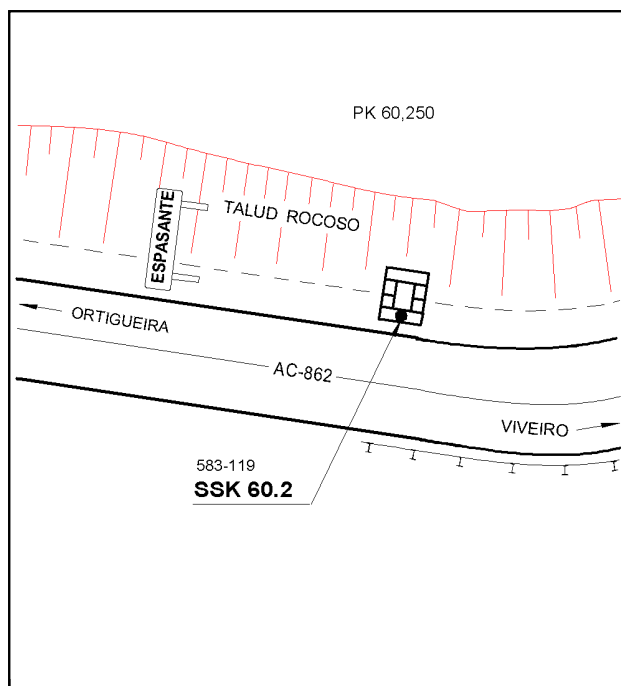 PK 60,250
TALUD ROCOSO
ESPASANTE
ORTIGUEIRA
AC-862
VIVEIRO
583-119
SSK 60.2